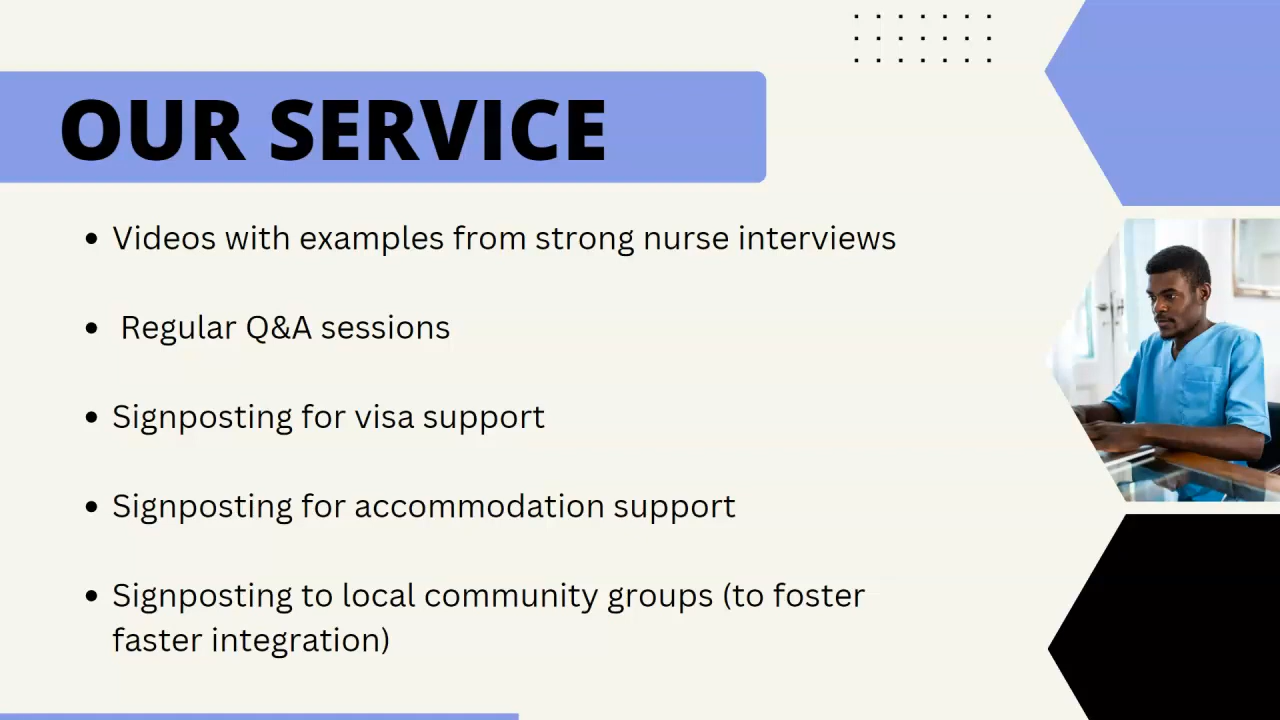 OUR SERVICE
• Videos with examples from strong nurse interviews
• Regular Q&A sessions
• Signposting for visa support
• Signposting for accommodation support
• Signposting to local community groups (to foster
faster integration)